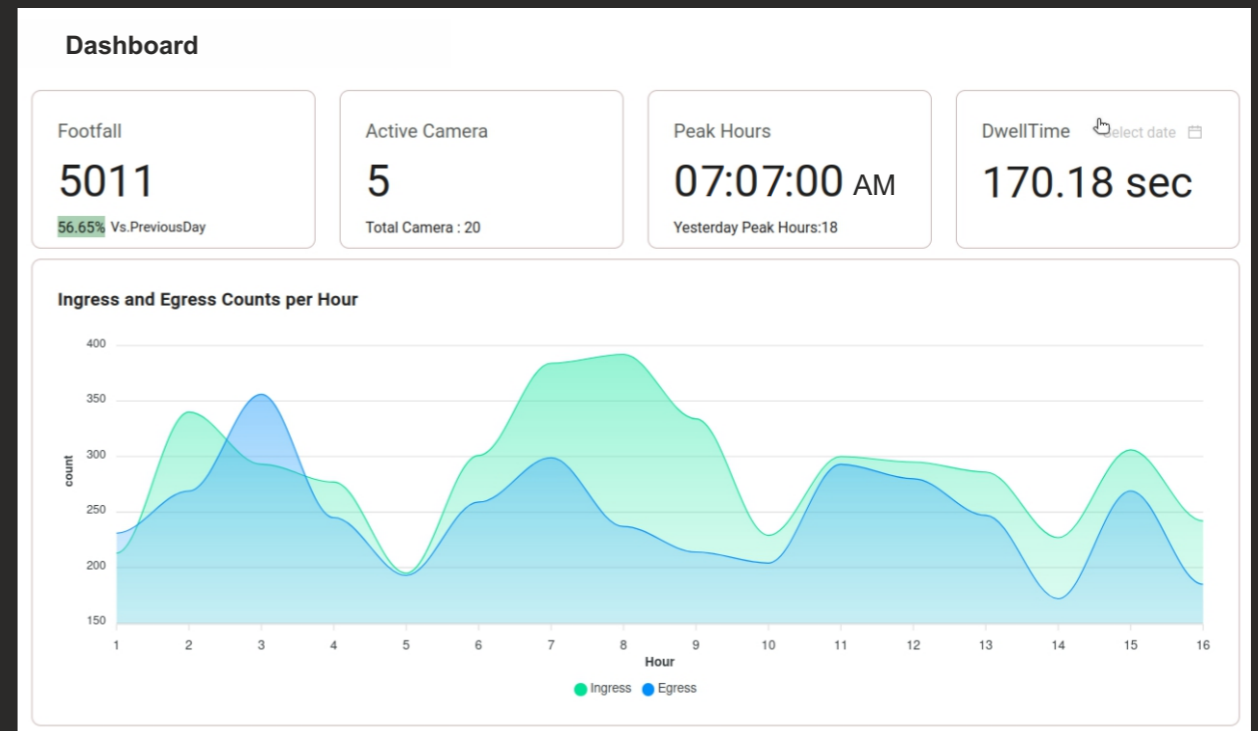 Dashboard
Footfall
5011
56.65% Vs.PreviousDay
Active Camera
5
Total Camera : 20
Peak Hours
07:07:00 AM
Yesterday Peak Hours:18
DwellTime
elect date
170.18 sec
Ingress and Egress Counts per Hour
400
350
300
250
200
150
count
1 2 3 4 5 6 7 8 9 10 11 12 13 14 15 16
Hour
Ingress Egress